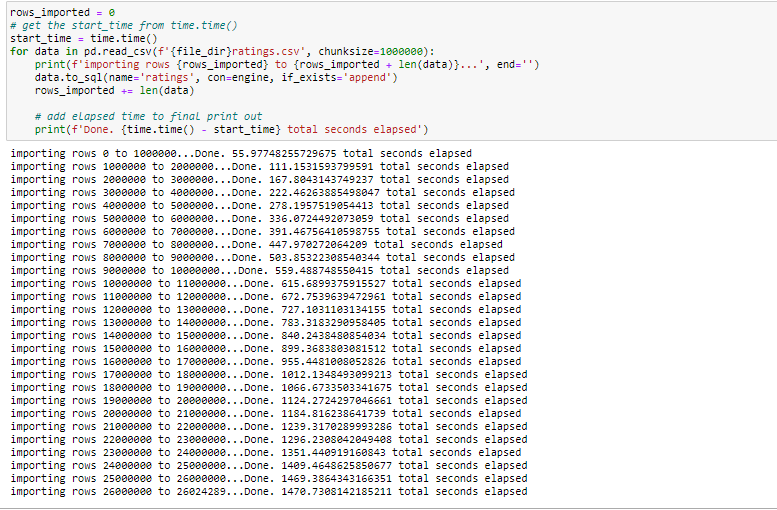 rows_imported = 0
# get the start_time from time.time()
start_time = time.time()
for data in pd.read_csv(f'{file_dir}ratings.csv', chunksize=1000000):
    print(f'importing rows {rows_imported} to {rows_imported + len(data)}...', end='')
    data.to_sql(name='ratings', con=engine, if_exists='append')
    rows_imported += len(data)

    # add elapsed time to final print out
    print(f'Done. {time.time() - start_time} total seconds elapsed')
importing rows 0 to 1000000...Done. 55.97748255729675 total seconds elapsed
importing rows 1000000 to 2000000...Done. 111.1531593799591 total seconds elapsed
importing rows 2000000 to 3000000...Done. 167.8043143749237 total seconds elapsed
importing rows 3000000 to 4000000...Done. 222.46263885498047 total seconds elapsed
importing rows 4000000 to 5000000...Done. 278.1957519054413 total seconds elapsed
importing rows 5000000 to 6000000...Done. 336.0724492073059 total seconds elapsed
importing rows 6000000 to 7000000...Done. 391.46756410598755 total seconds elapsed
importing rows 7000000 to 8000000...Done. 447.970272064209 total seconds elapsed
importing rows 8000000 to 9000000...Done. 503.85322308540344 total seconds elapsed
importing rows 9000000 to 10000000...Done. 559.488748550415 total seconds elapsed
importing rows 10000000 to 11000000...Done. 615.6899375915527 total seconds elapsed
importing rows 11000000 to 12000000...Done. 672.7539639472961 total seconds elapsed
importing rows 12000000 to 13000000...Done. 727.1031103134155 total seconds elapsed
importing rows 13000000 to 14000000...Done. 783.3183290958405 total seconds elapsed
importing rows 14000000 to 15000000...Done. 840.2438480854034 total seconds elapsed
importing rows 15000000 to 16000000...Done. 899.3683803081512 total seconds elapsed
importing rows 16000000 to 17000000...Done. 955.4481108052826 total seconds elapsed
importing rows 17000000 to 18000000...Done. 1012.1348493099213 total seconds elapsed
importing rows 18000000 to 19000000...Done. 1066.6733503341675 total seconds elapsed
importing rows 19000000 to 20000000...Done. 1124.2724297046661 total seconds elapsed
importing rows 20000000 to 21000000...Done. 1184.816238641739 total seconds elapsed
importing rows 21000000 to 22000000...Done. 1239.3170289993286 total seconds elapsed
importing rows 22000000 to 23000000...Done. 1296.2308042049408 total seconds elapsed
importing rows 23000000 to 24000000...Done. 1351.440919160843 total seconds elapsed
importing rows 24000000 to 25000000...Done. 1409.4648625850677 total seconds elapsed
importing rows 25000000 to 26000000...Done. 1469.3864343166351 total seconds elapsed
importing rows 26000000 to 26024289...Done. 1470.7308142185211 total seconds elapsed